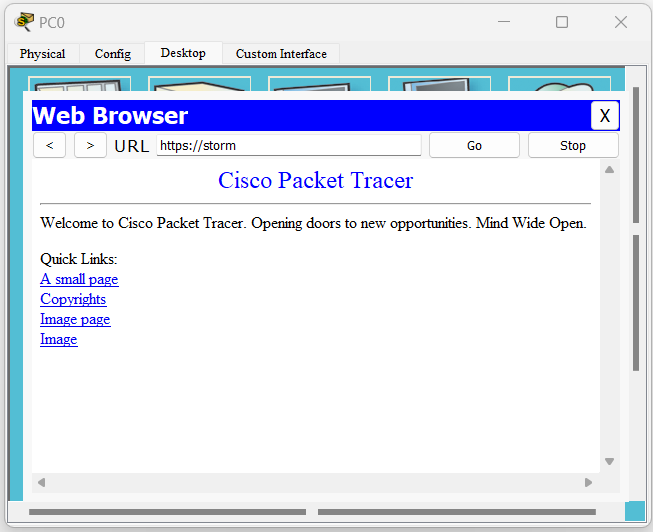 PC0
Physical Config Desktop Custom Interface
Web Browser X
< > URL https://storm Go Stop
Cisco Packet Tracer
Welcome to Cisco Packet Tracer. Opening doors to new opportunities. Mind Wide Open.
Quick Links:
A small page
Copyrights
Image page
Image